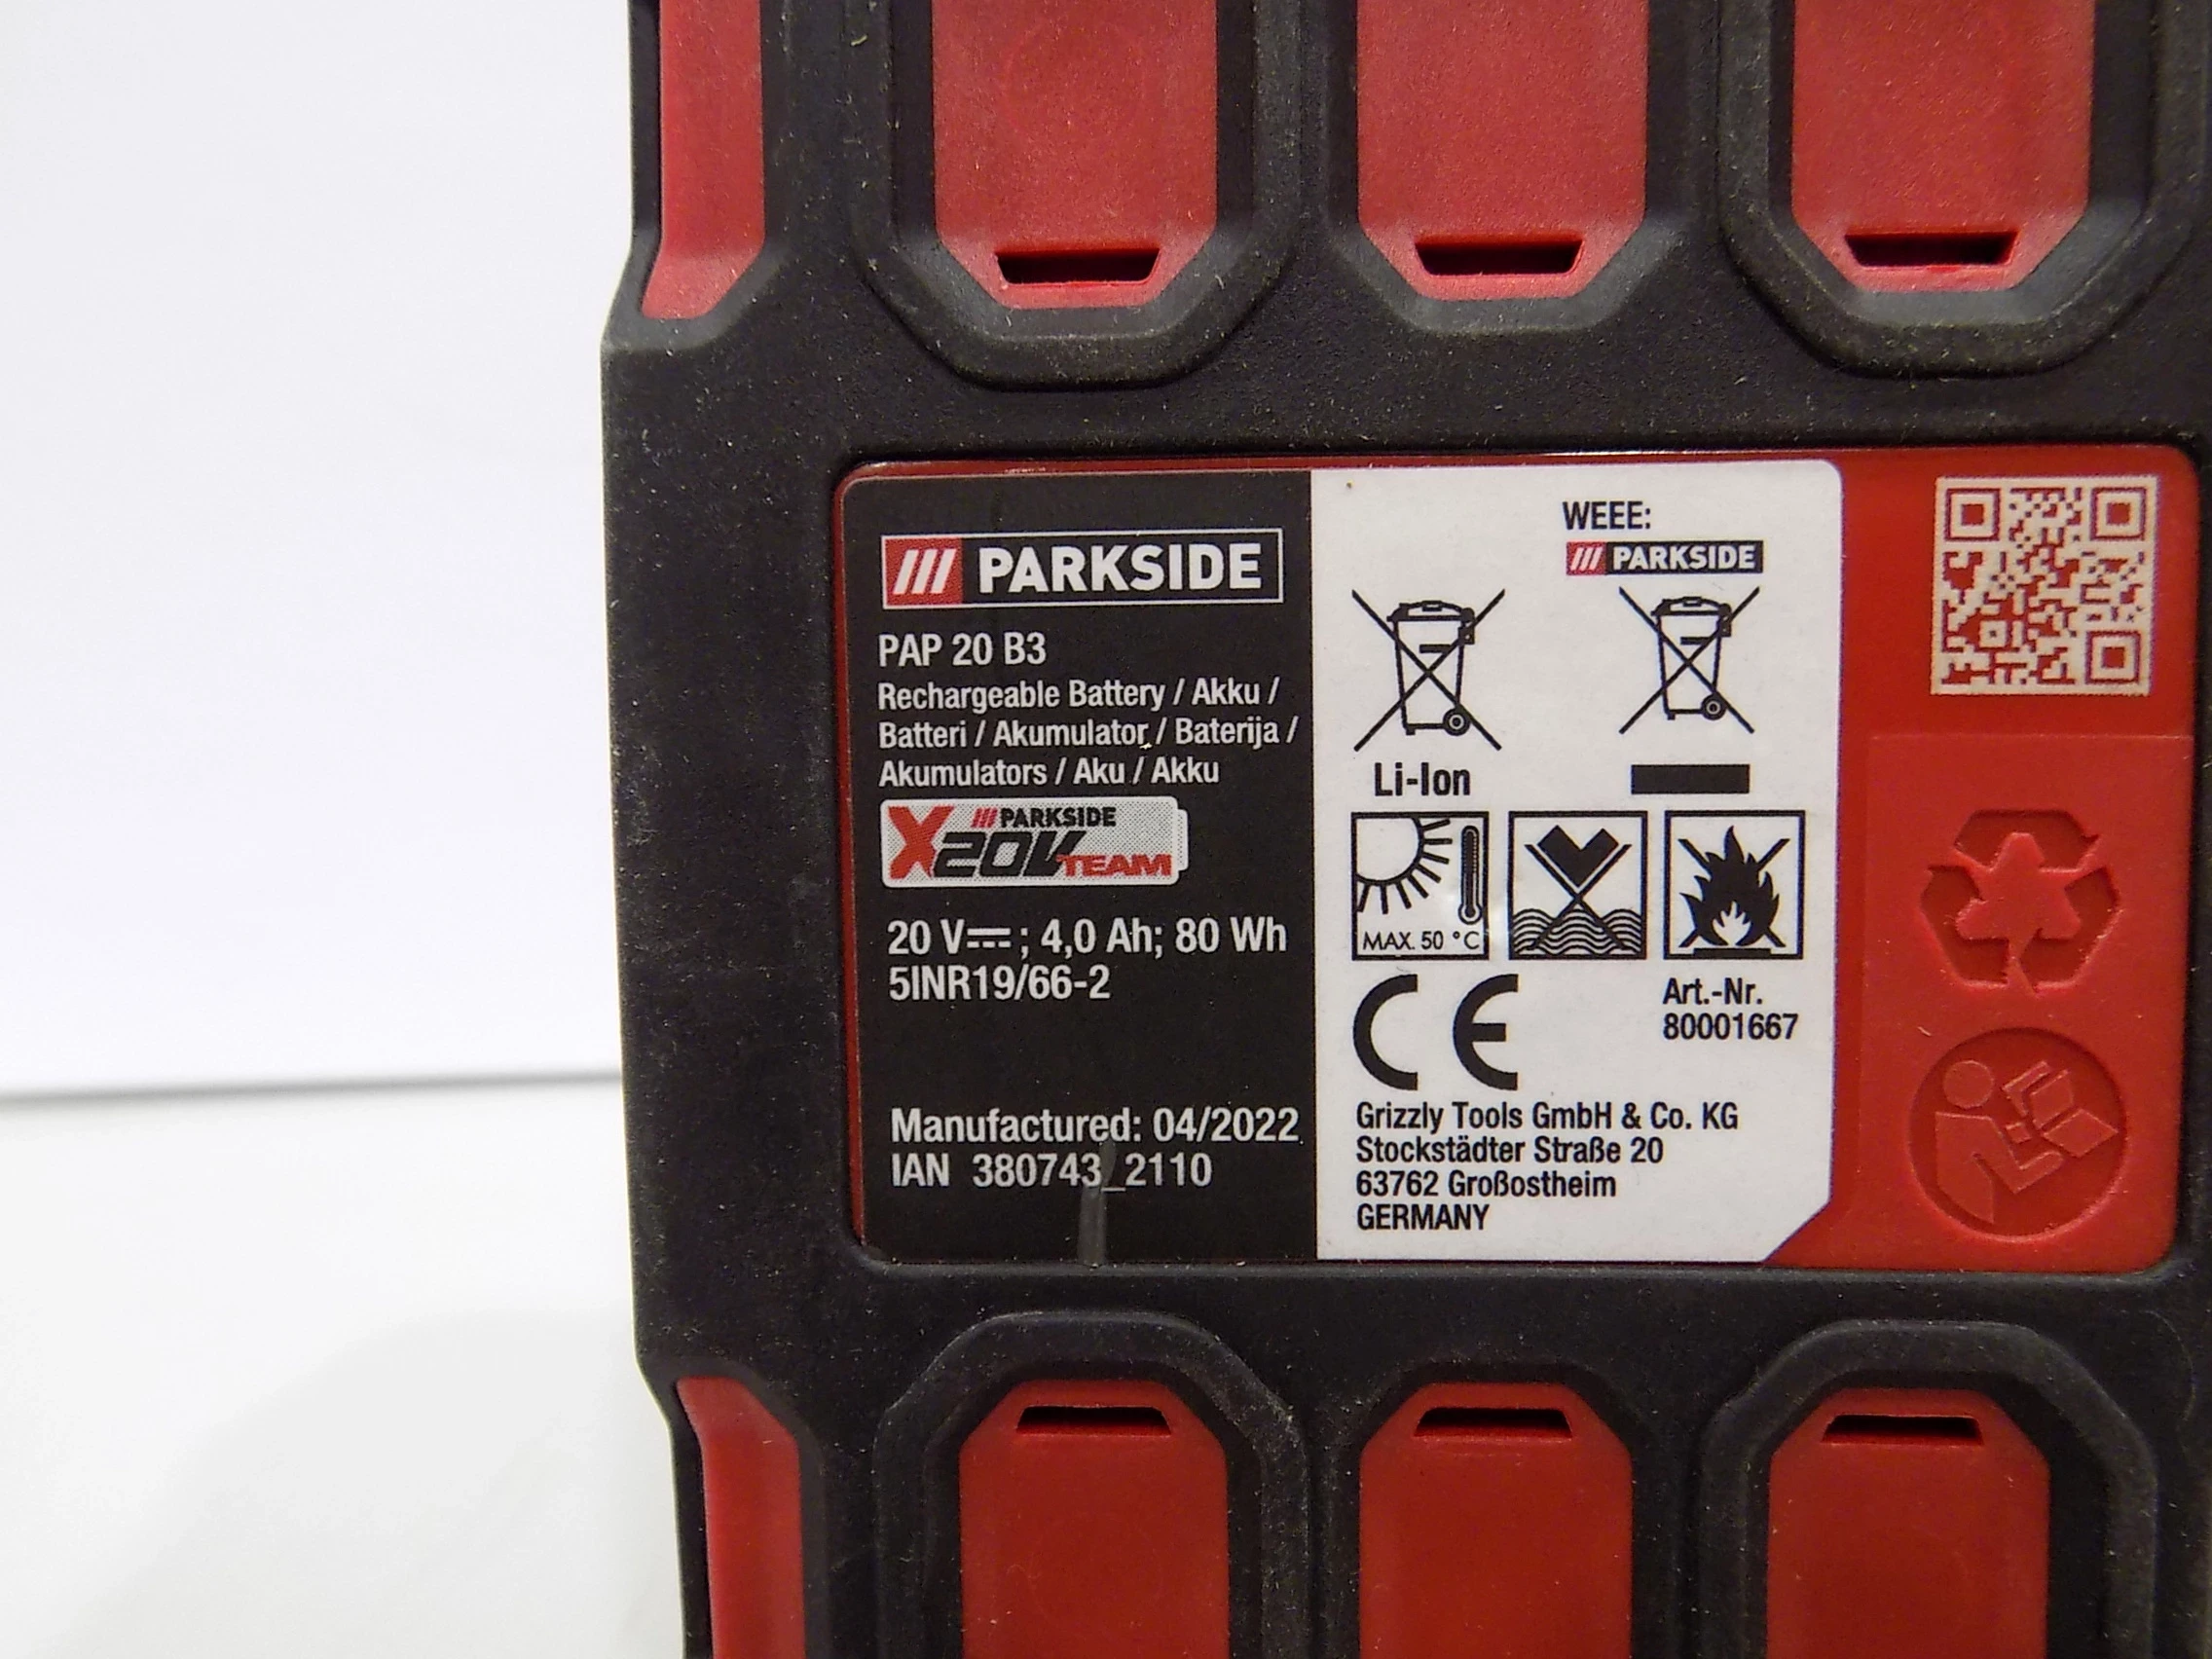 PARKSIDE
PAP 20 B3
Rechargeable Battery / Akku /
Batteri / Akumulator / Baterija /
Akumulators / Aku / Akku
PARKSIDE
X20V TEAM
20 V⎓; 4,0 Ah; 80 Wh
5INR19/66-2
Manufactured: 04/2022
IAN 380743_2110
WEEE:
PARKSIDE
Li-Ion
MAX. 50 °C
CE
Art.-Nr.
80001667
Grizzly Tools GmbH & Co. KG
Stockstädter Straße 20
63762 Großostheim
GERMANY